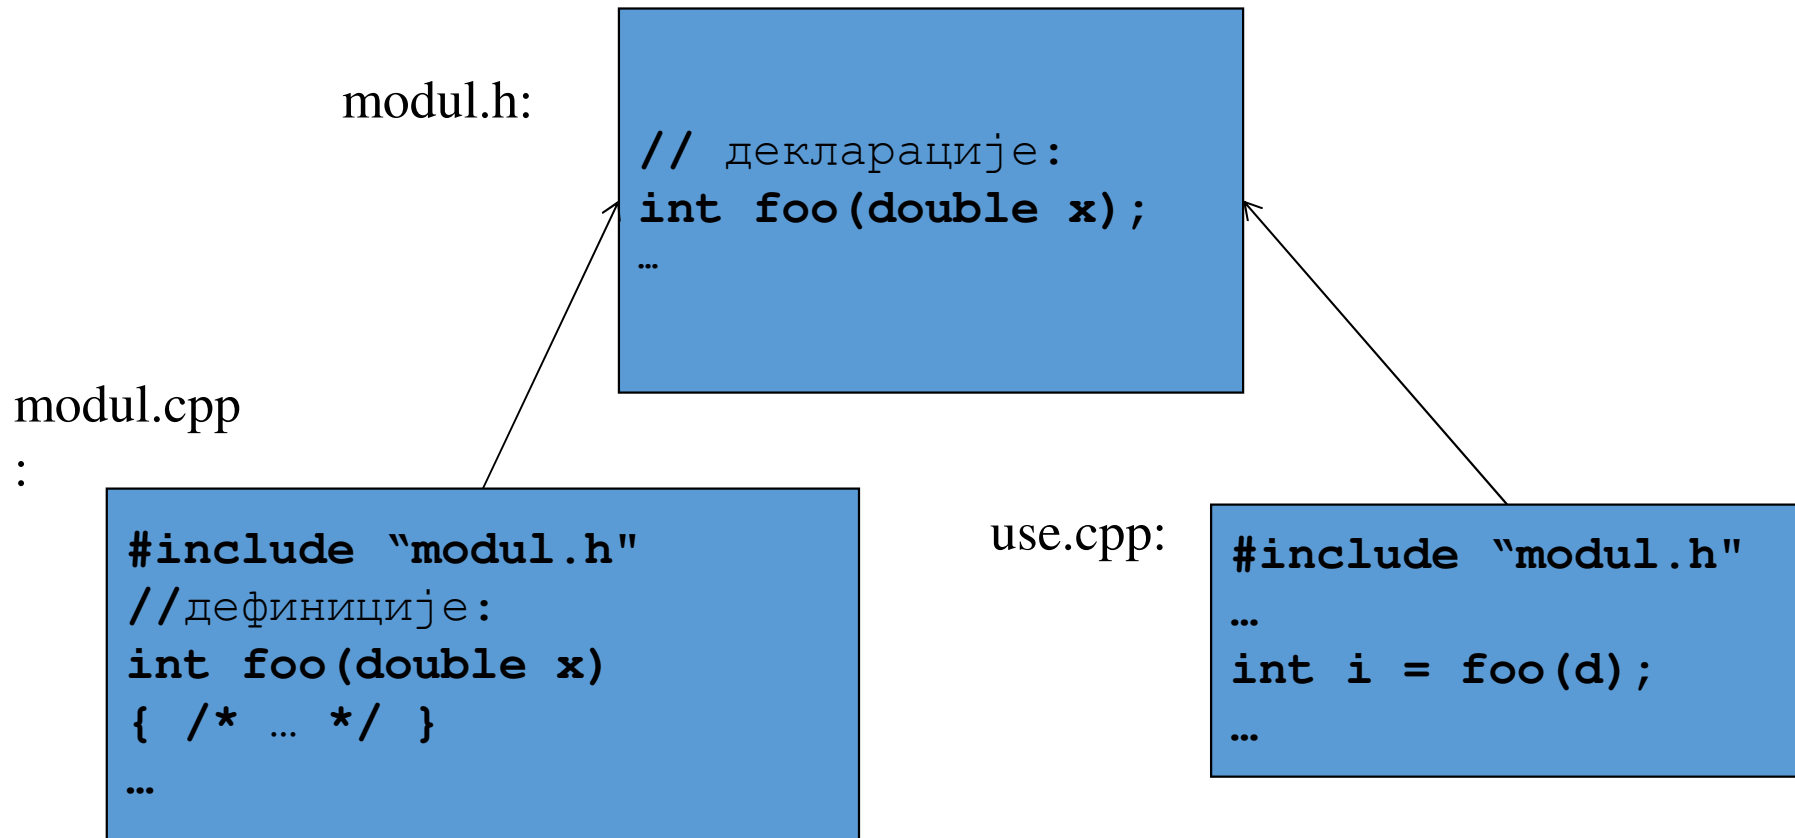 modul.h:
// декларације:
int foo(double x);
…
modul.cpp
:
#include “modul.h"
//дефиниције:
int foo(double x)
{ /* … */ }
…
use.cpp:
#include “modul.h"
…
int i = foo(d);
…